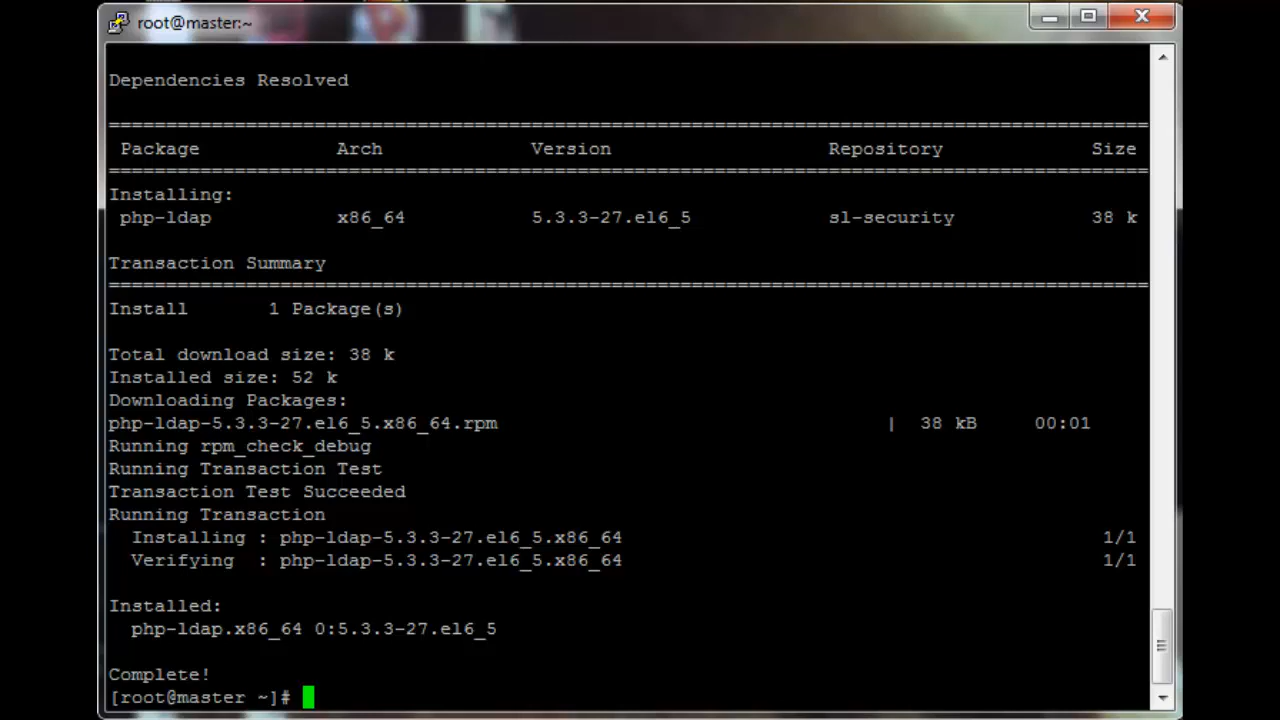 root@master:~
Dependencies Resolved
================================================================================
Package Arch Version Repository Size
================================================================================
Installing:
php-ldap x86_64 5.3.3-27.el6_5 sl-security 38 k
Transaction Summary
================================================================================
Install 1 Package(s)
Total download size: 38 k
Installed size: 52 k
Downloading Packages:
php-ldap-5.3.3-27.el6_5.x86_64.rpm | 38 kB 00:01
Running rpm_check_debug
Running Transaction Test
Transaction Test Succeeded
Running Transaction
Installing : php-ldap-5.3.3-27.el6_5.x86_64 1/1
Verifying : php-ldap-5.3.3-27.el6_5.x86_64 1/1
Installed:
php-ldap.x86_64 0:5.3.3-27.el6_5
Complete!
[root@master ~]#